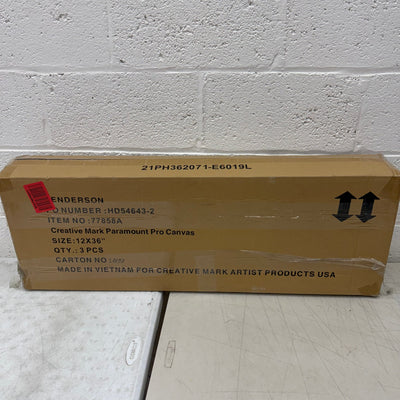 21PH362071-E6019L
ENDERSON
O NUMBER :HD54643-2
ITEM NO :77858A
Creative Mark Paramount Pro Canvas
SIZE:12X36"
QTY.: 3 PCS
CARTON NO
MADE IN VIETNAM FOR CREATIVE MARK ARTIST PRODUCTS USA